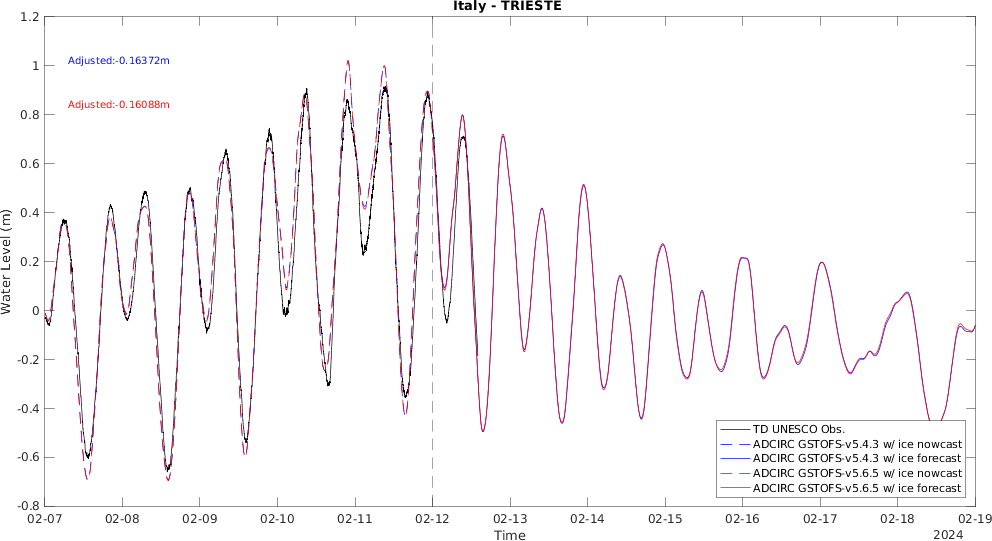 Italy - TRIESTE
Adjusted:-0.16372m
Adjusted:-0.16088m
Water Level (m)
1.2
1
0.8
0.6
0.4
0.2
0
-0.2
-0.4
-0.6
-0.8
TD UNESCO Obs.
ADCIRC GSTOFS-v5.4.3 w/ ice nowcast
ADCIRC GSTOFS-v5.4.3 w/ ice forecast
ADCIRC GSTOFS-v5.6.5 w/ ice nowcast
ADCIRC GSTOFS-v5.6.5 w/ ice forecast
02-07 02-08 02-09 02-10 02-11 02-12 02-13 02-14 02-15 02-16 02-17 02-18 02-19
Time
2024